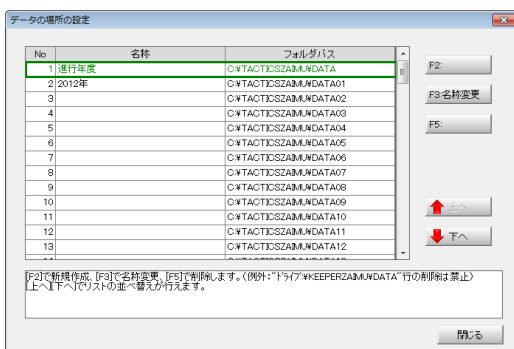 データの場所の設定
No 名称 フォルダパス
1 進行年度 C:¥TACTICSZAIMU¥DATA
2 2012年 C:¥TACTICSZAIMU¥DATA01
3 C:¥TACTICSZAIMU¥DATA02
4 C:¥TACTICSZAIMU¥DATA03
5 C:¥TACTICSZAIMU¥DATA04
6 C:¥TACTICSZAIMU¥DATA05
7 C:¥TACTICSZAIMU¥DATA06
8 C:¥TACTICSZAIMU¥DATA07
9 C:¥TACTICSZAIMU¥DATA08
10 C:¥TACTICSZAIMU¥DATA09
11 C:¥TACTICSZAIMU¥DATA10
12 C:¥TACTICSZAIMU¥DATA11
13 C:¥TACTICSZAIMU¥DATA12
F2:
F3:名称変更
F5:
上へ
下へ
[F2]で新規作成、[F3]で名称変更、[F5]で削除します。(例外:"ドライブ:¥KEEPERZAIMU¥DATA"行の削除は禁止)
[上へ][下へ]でリストの並べ替えが行えます。
閉じる